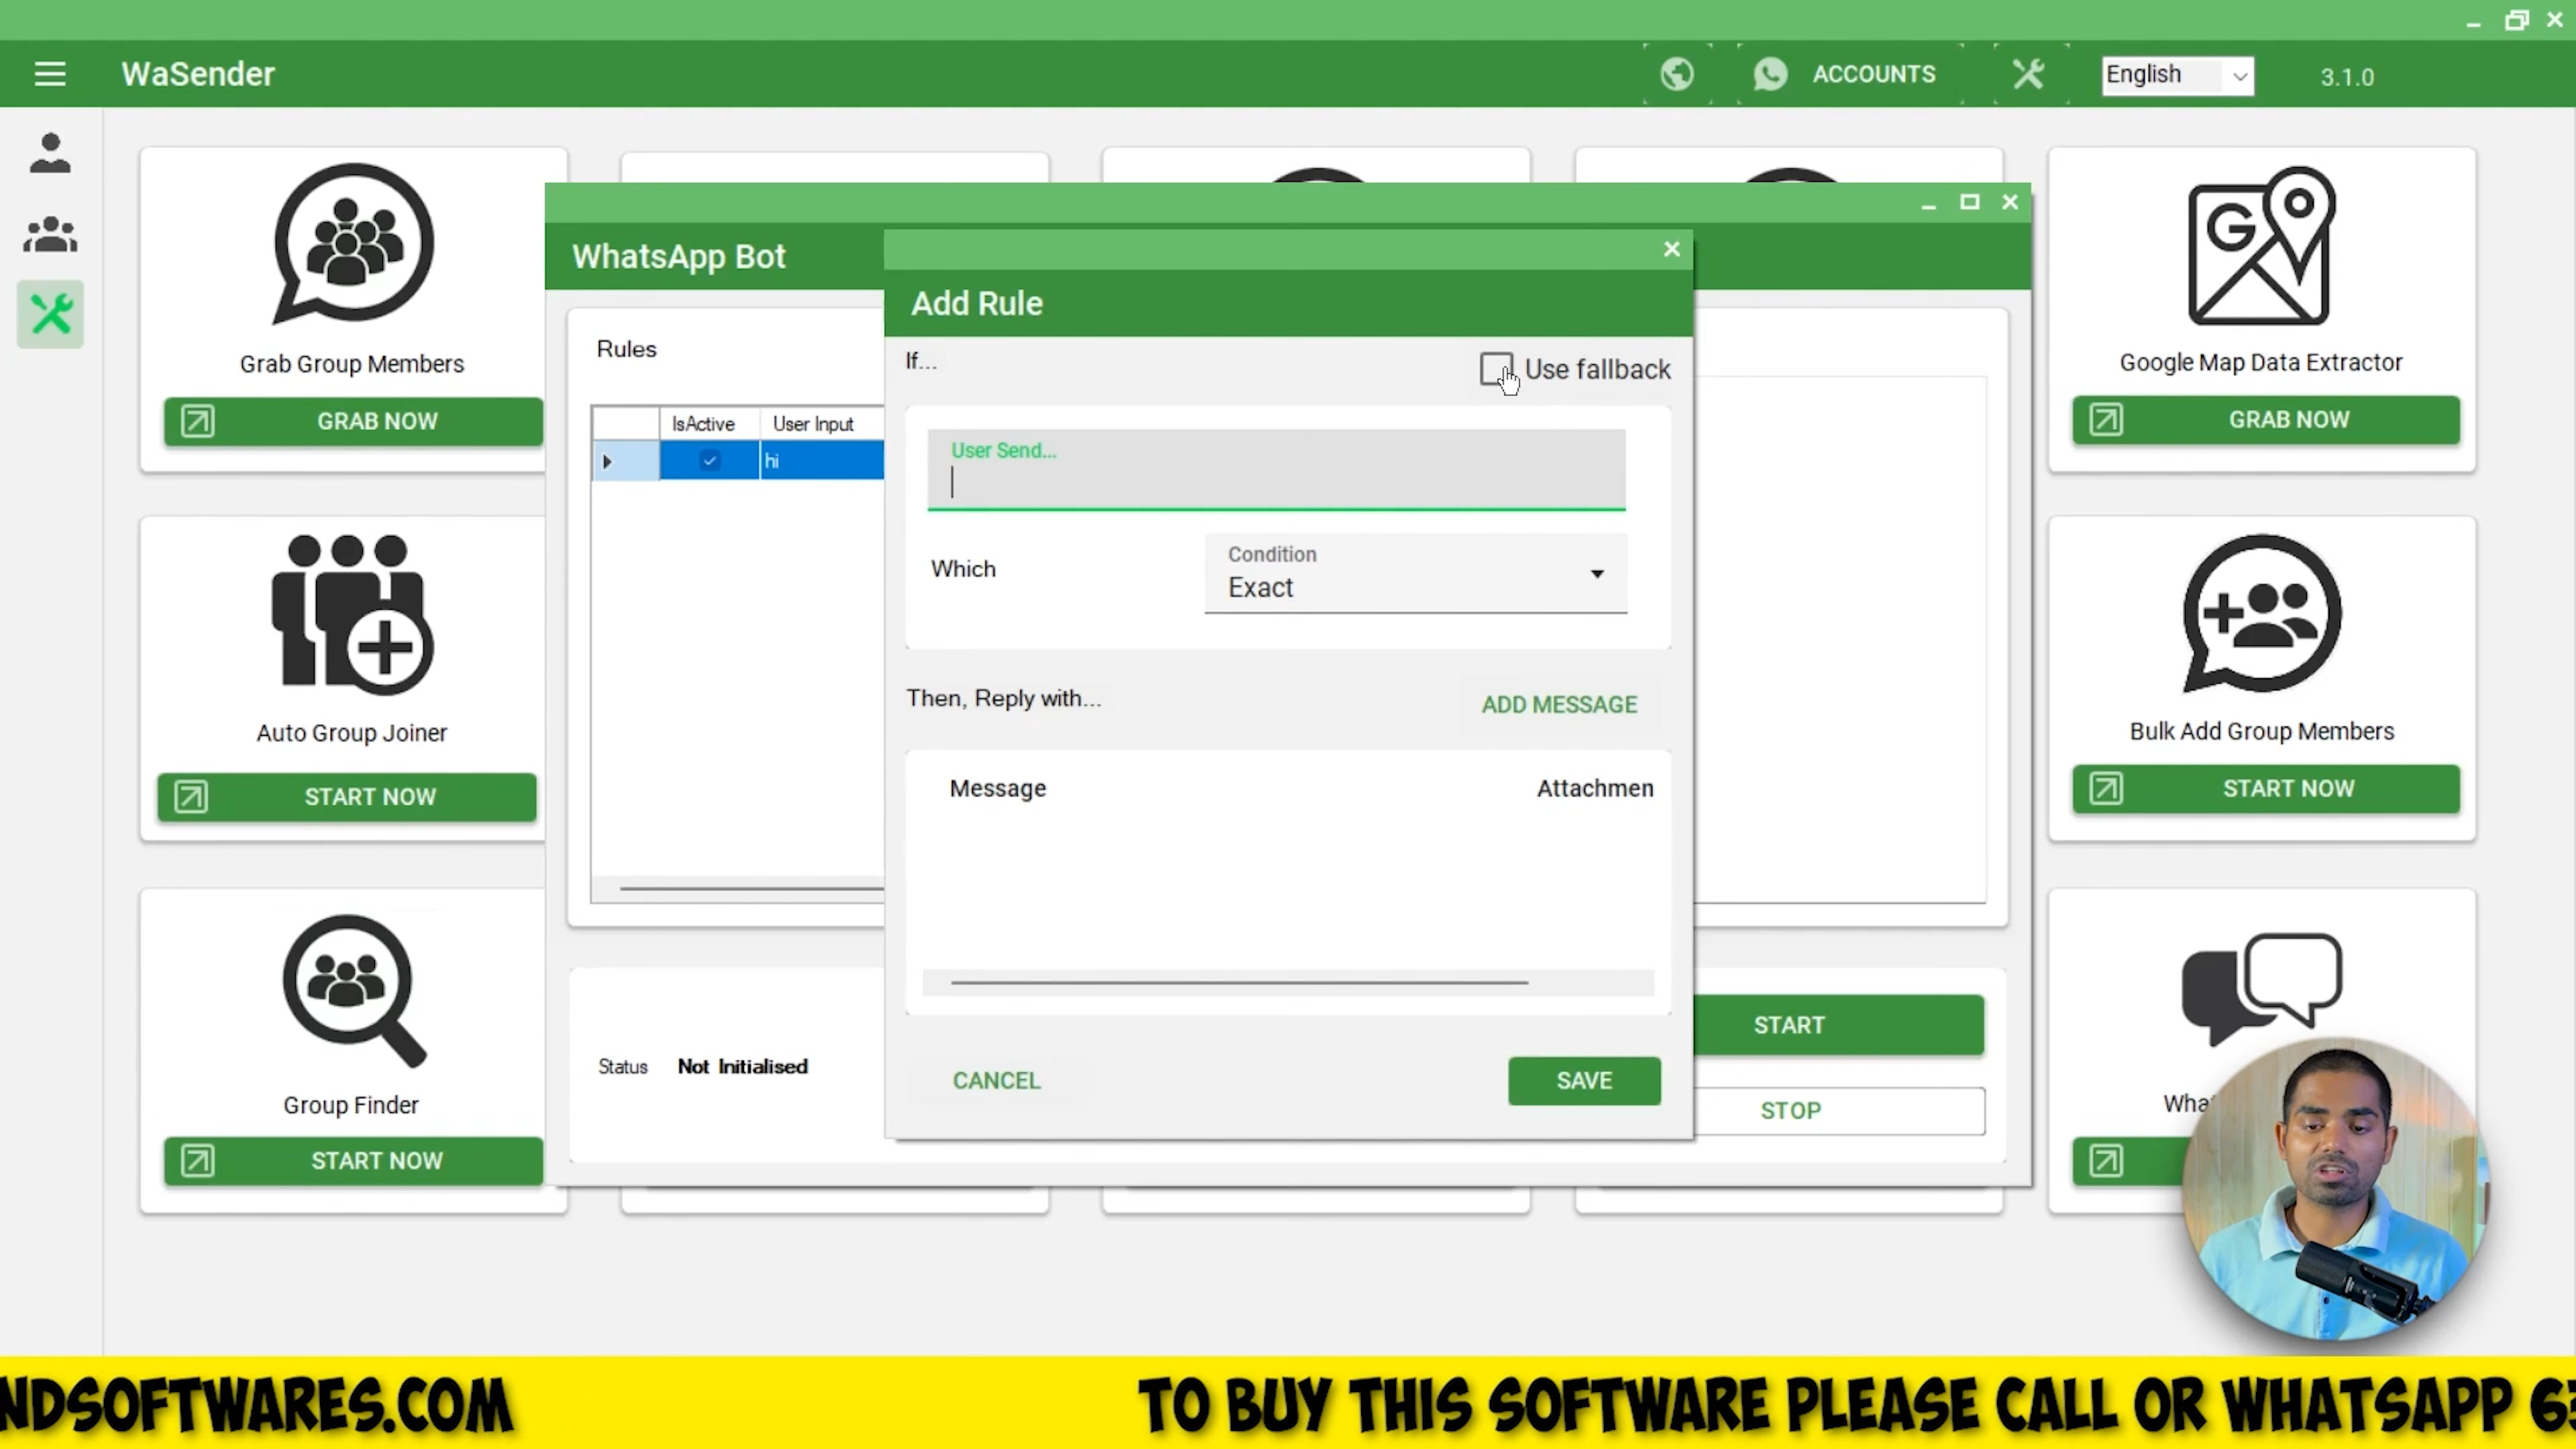 WaSender
ACCOUNTS
English
3.1.0
Grab Group Members
GRAB NOW
Auto Group Joiner
START NOW
Group Finder
START NOW
WhatsApp Bot
Rules
IsActive User Input
hi
Status Not Initialised
START
STOP
Add Rule
If...
Use fallback
User Send...
Which
Condition
Exact
Then, Reply with...
ADD MESSAGE
Message Attachmen
CANCEL
SAVE
Google Map Data Extractor
GRAB NOW
Bulk Add Group Members
START NOW
NDSOFTWARES.COM
TO BUY THIS SOFTWARE PLEASE CALL OR WHATSAPP